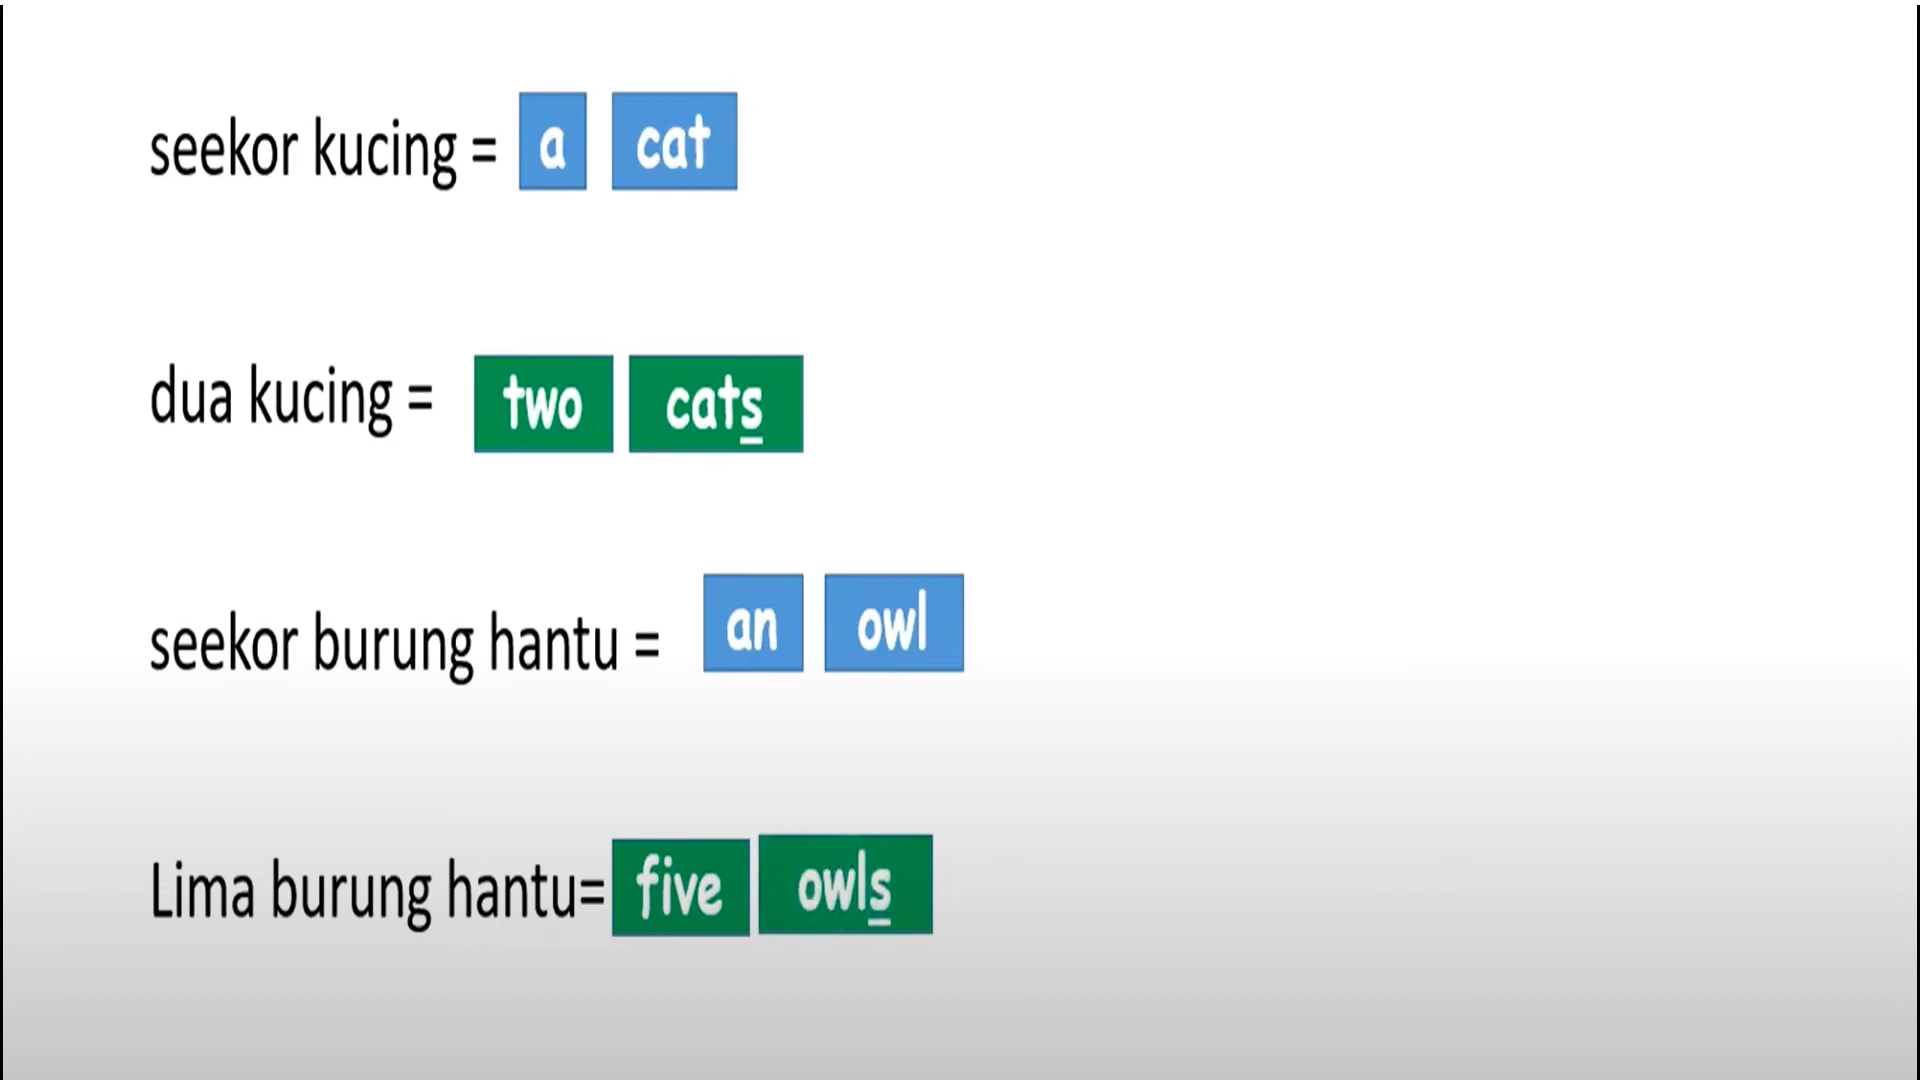 seekor kucing = a cat
dua kucing = two cats
seekor burung hantu = an owl
Lima burung hantu= five owls